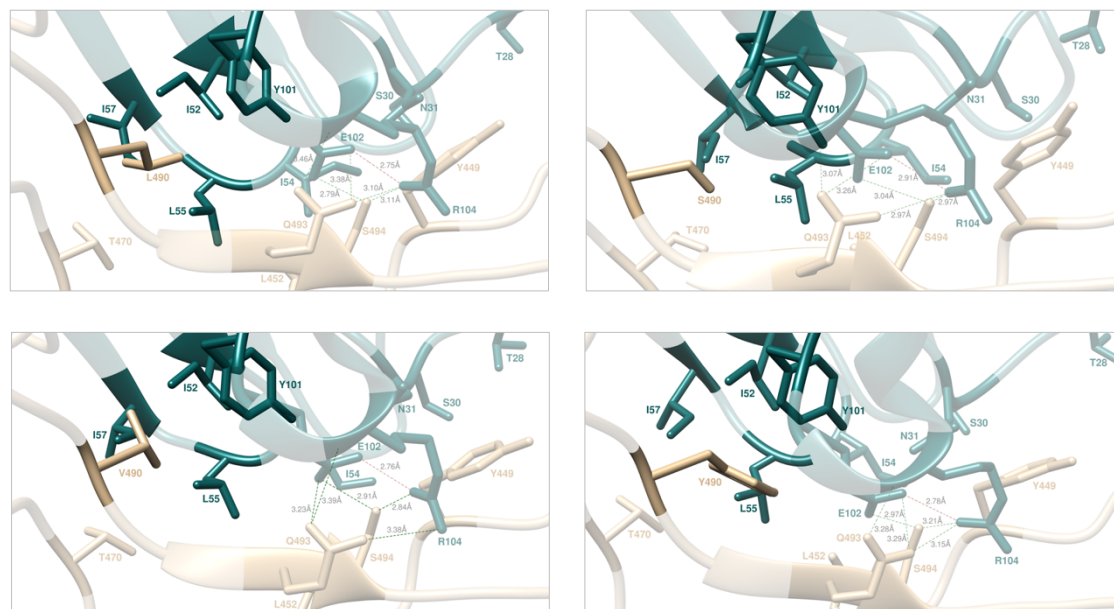 T28
S30
I57
I52
Y101
N31
E102
3.46Å
2.75Å
Y449
L490
3.38Å
I54
3.10Å
2.79Å
3.11Å
L55
R104
Q493
S494
T470
L452
T28
I52
S30
N31
Y101
I57
Y449
E102
3.07Å
2.91Å
I54
3.26Å
S490
L55
3.04Å
2.97Å
R104
2.97Å
Q493
L452
S494
T470
T28
I52
Y101
S30
N31
I57
E102
Y449
V490
2.76Å
I54
L55
3.39Å
2.91Å
3.23Å
2.84Å
3.38Å
Q493
R104
T470
S494
L452
T28
I57
I52
Y101
S30
N31
I54
Y449
Y490
2.78Å
L55
E102
2.97Å
3.21Å
3.28Å
Q493
3.29Å
3.15Å
T470
S494
R104
L452